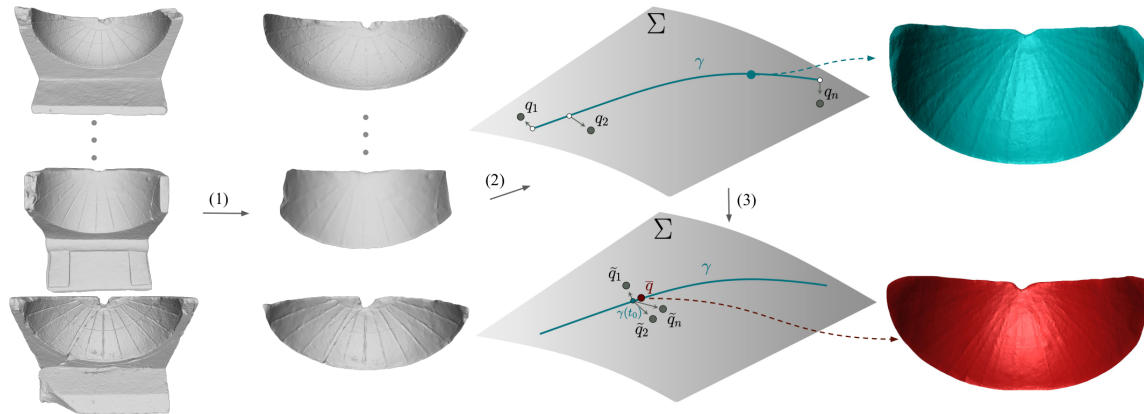 ∑
γ
q₁
q₂
qₙ
(1)
(2)
(3)
∑
γ
q̃₁
q̅
γ(t₀)
q̃₂
q̃ₙ